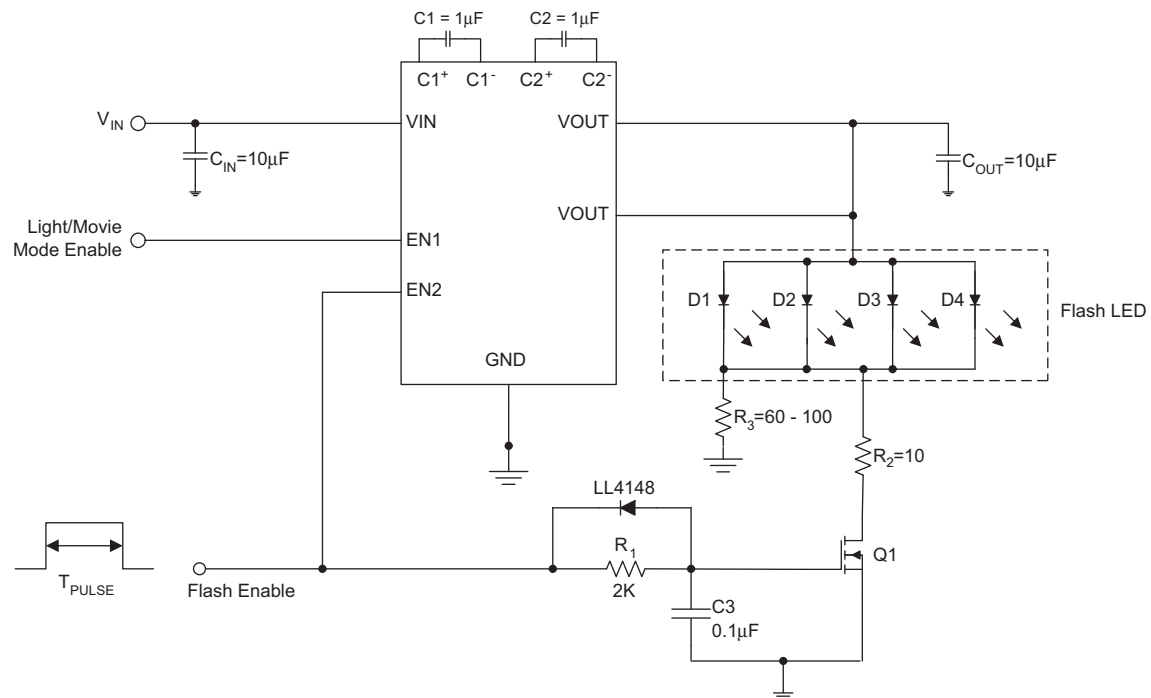 C1 = 1µF
C2 = 1µF
C1+
C1-
C2+
C2-
VIN
VIN
VOUT
CIN=10µF
COUT=10µF
VOUT
Light/Movie
Mode Enable
EN1
EN2
D1
D2
D3
D4
Flash LED
GND
R3=60 - 100
R2=10
LL4148
R1
2K
Q1
TPULSE
Flash Enable
C3
0.1µF